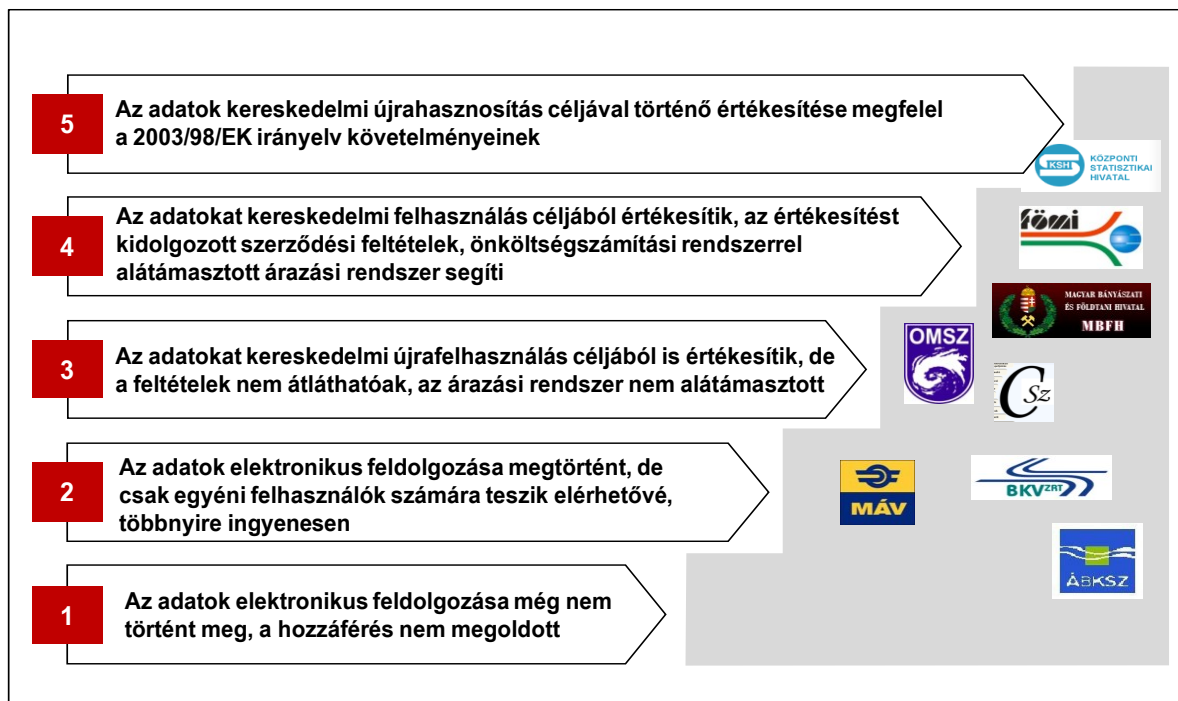 5
Az adatok kereskedelmi újrahasznosítás céljával történő értékesítése megfelel
a 2003/98/EK irányelv követelményeinek
KSH
KÖZPONTI
STATISZTIKAI
HIVATAL
4
Az adatokat kereskedelmi felhasználás céljából értékesítik, az értékesítést
kidolgozott szerződési feltételek, önköltségszámítási rendszerrel
alátámasztott árazási rendszer segíti
fömi
MAGYAR BÁNYÁSZATI
ÉS FÖLDTANI HIVATAL
MBFH
3
Az adatokat kereskedelmi újrafelhasználás céljából is értékesítik, de
a feltételek nem átláthatóak, az árazási rendszer nem alátámasztott
OMSZ
CSz
2
Az adatok elektronikus feldolgozása megtörtént, de
csak egyéni felhasználók számára teszik elérhetővé,
többnyire ingyenesen
MÁV
BKV ZRT
ÁBKSZ
1
Az adatok elektronikus feldolgozása még nem
történt meg, a hozzáférés nem megoldott